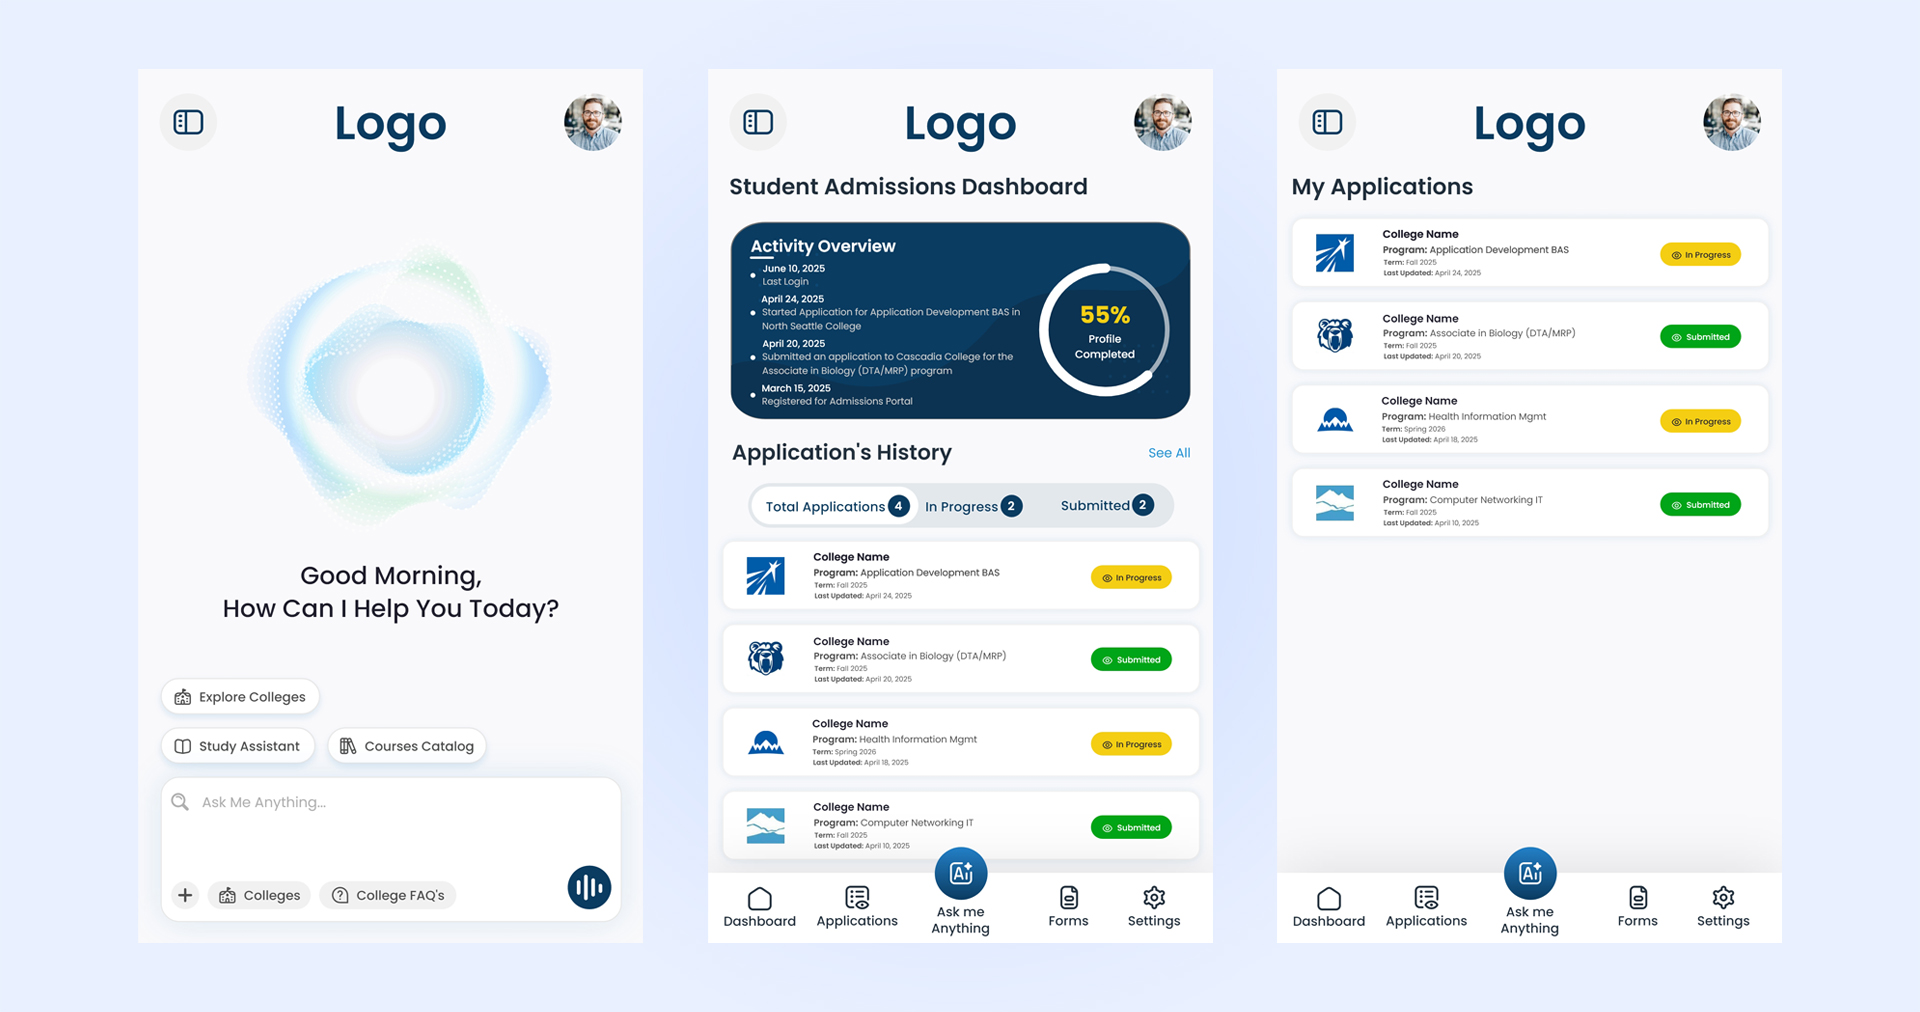 Logo
Good Morning,
How Can I Help You Today?
Explore Colleges
Study Assistant
Courses Catalog
Ask Me Anything...
Colleges
College FAQ's
Logo
Student Admissions Dashboard
Activity Overview
June 10, 2025
Last Login
April 24, 2025
Started Application for Application Development BAS in
North Seattle College
April 20, 2025
Submitted an application to Cascadia College for the
Associate in Biology (DTA/MRP) program
March 15, 2025
Registered for Admissions Portal
55%
Profile
Completed
Application's History
See All
Total Applications 4
In Progress 2
Submitted 2
College Name
Program: Application Development BAS
Term: Fall 2025
Last Updated: April 24, 2025
In Progress
College Name
Program: Associate in Biology (DTA/MRP)
Term: Fall 2025
Last Updated: April 20, 2025
Submitted
College Name
Program: Health Information Mgmt
Term: Spring 2026
Last Updated: April 18, 2025
In Progress
College Name
Program: Computer Networking IT
Term: Fall 2025
Last Updated: April 10, 2025
Submitted
Dashboard
Applications
Ai
Ask me
Anything
Forms
Settings
Logo
My Applications
College Name
Program: Application Development BAS
Term: Fall 2025
Last Updated: April 24, 2025
In Progress
College Name
Program: Associate in Biology (DTA/MRP)
Term: Fall 2025
Last Updated: April 20, 2025
Submitted
College Name
Program: Health Information Mgmt
Term: Spring 2026
Last Updated: April 18, 2025
In Progress
College Name
Program: Computer Networking IT
Term: Fall 2025
Last Updated: April 10, 2025
Submitted
Dashboard
Applications
Ai
Ask me
Anything
Forms
Settings